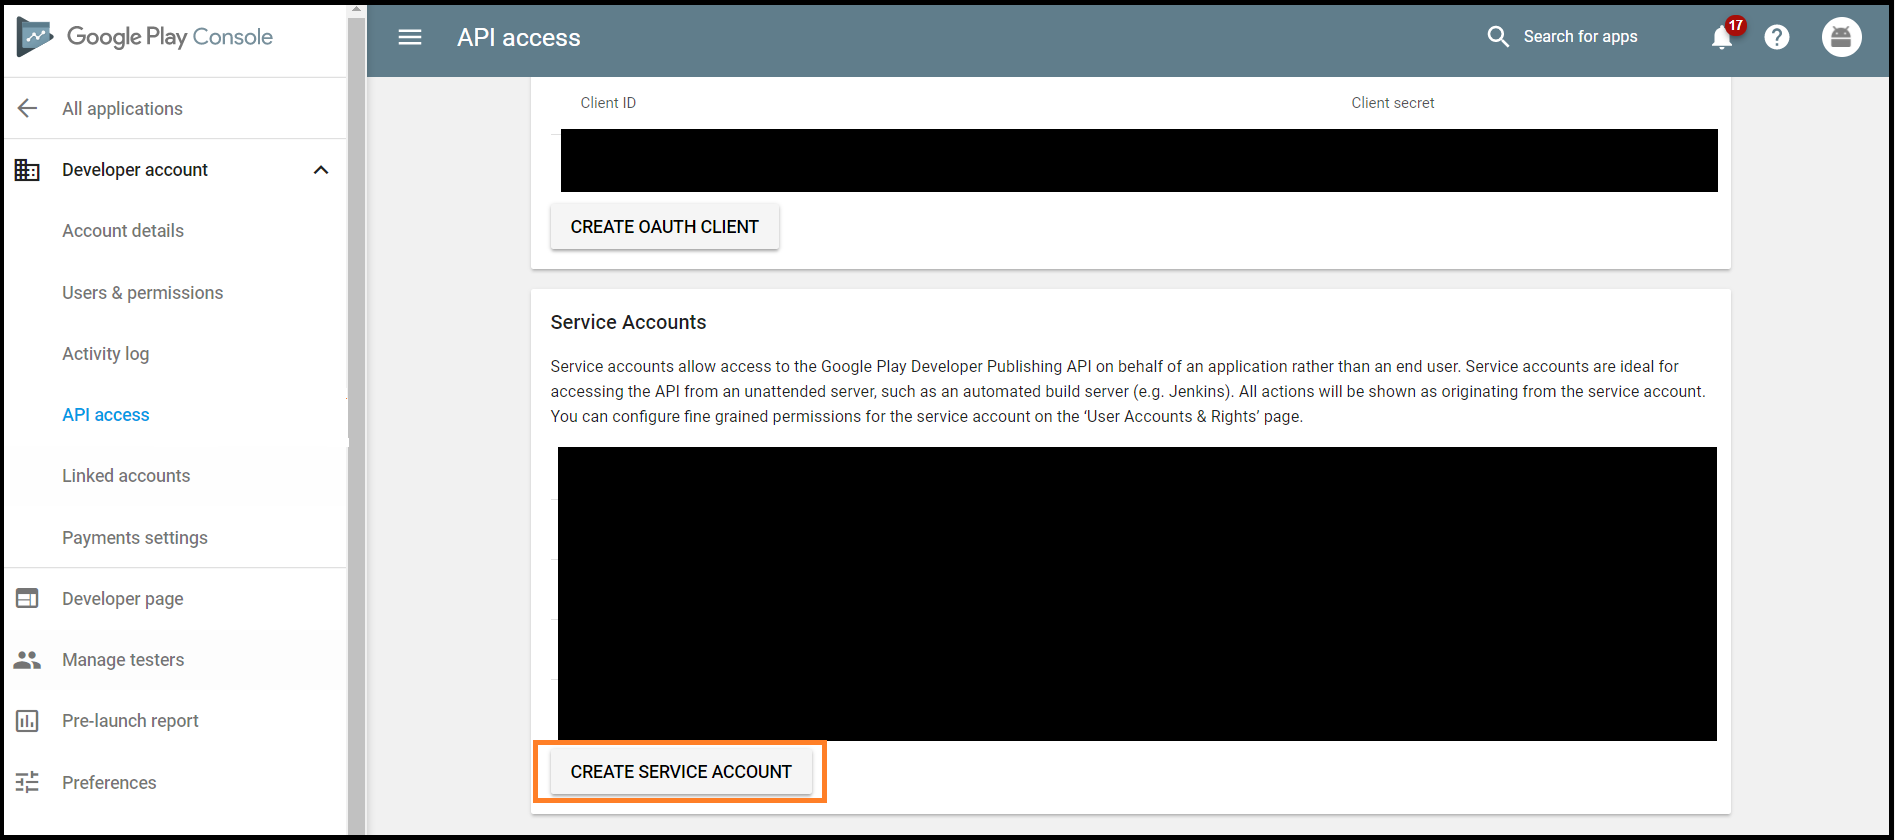 Google Play Console
API access
Search for apps
17
All applications
Developer account
Account details
Users & permissions
Activity log
API access
Linked accounts
Payments settings
Developer page
Manage testers
Pre-launch report
Preferences
Client ID
Client secret
CREATE OAUTH CLIENT
Service Accounts
Service accounts allow access to the Google Play Developer Publishing API on behalf of an application rather than an end user. Service accounts are ideal for
accessing the API from an unattended server, such as an automated build server (e.g. Jenkins). All actions will be shown as originating from the service account.
You can configure fine grained permissions for the service account on the ‘User Accounts & Rights’ page.
CREATE SERVICE ACCOUNT